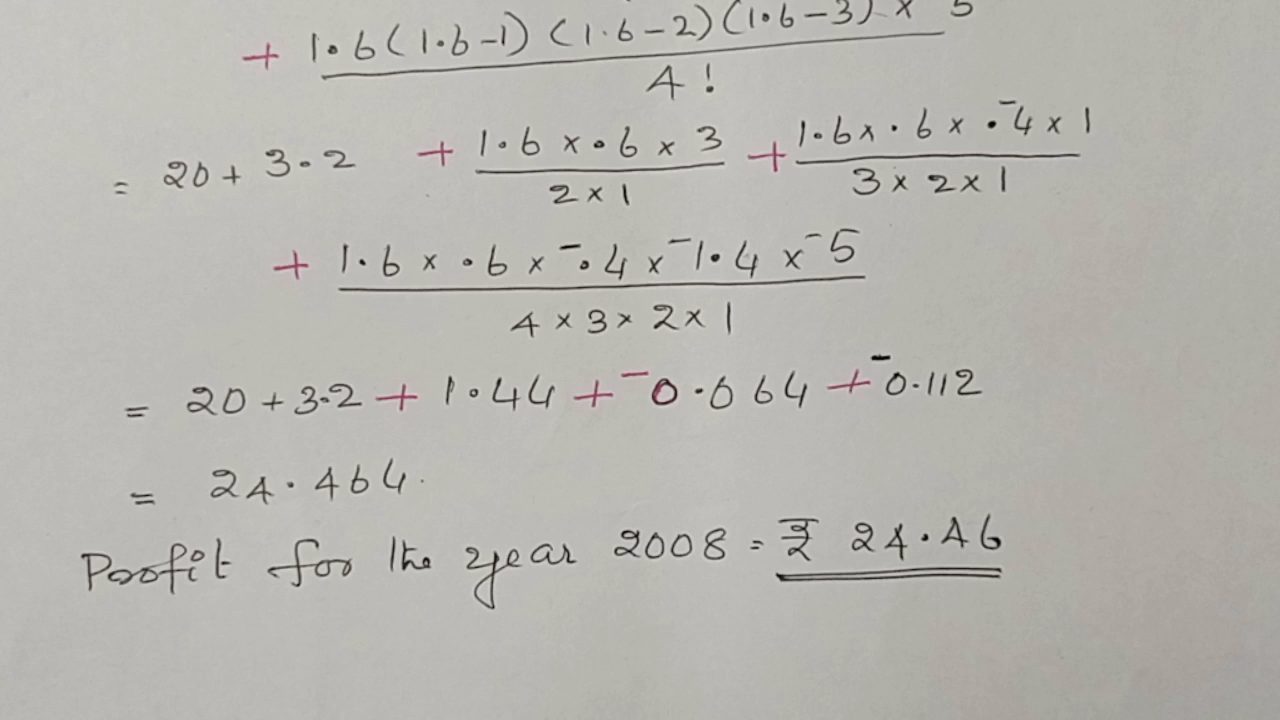 + 1.6(1.6-1) (1.6-2) (1.6-3) x 5
4!
= 20 + 3.2 + 1.6 x .6 x 3 + 1.6 x .6 x .-4 x 1
2 x 1 3 x 2 x 1
+ 1.6 x .6 x -.4 x -1.4 x -5
4 x 3 x 2 x 1
= 20 + 3.2 + 1.44 + -0.064 + -0.112
= 24.464.
Profit for the year 2008 = ₹ 24.46